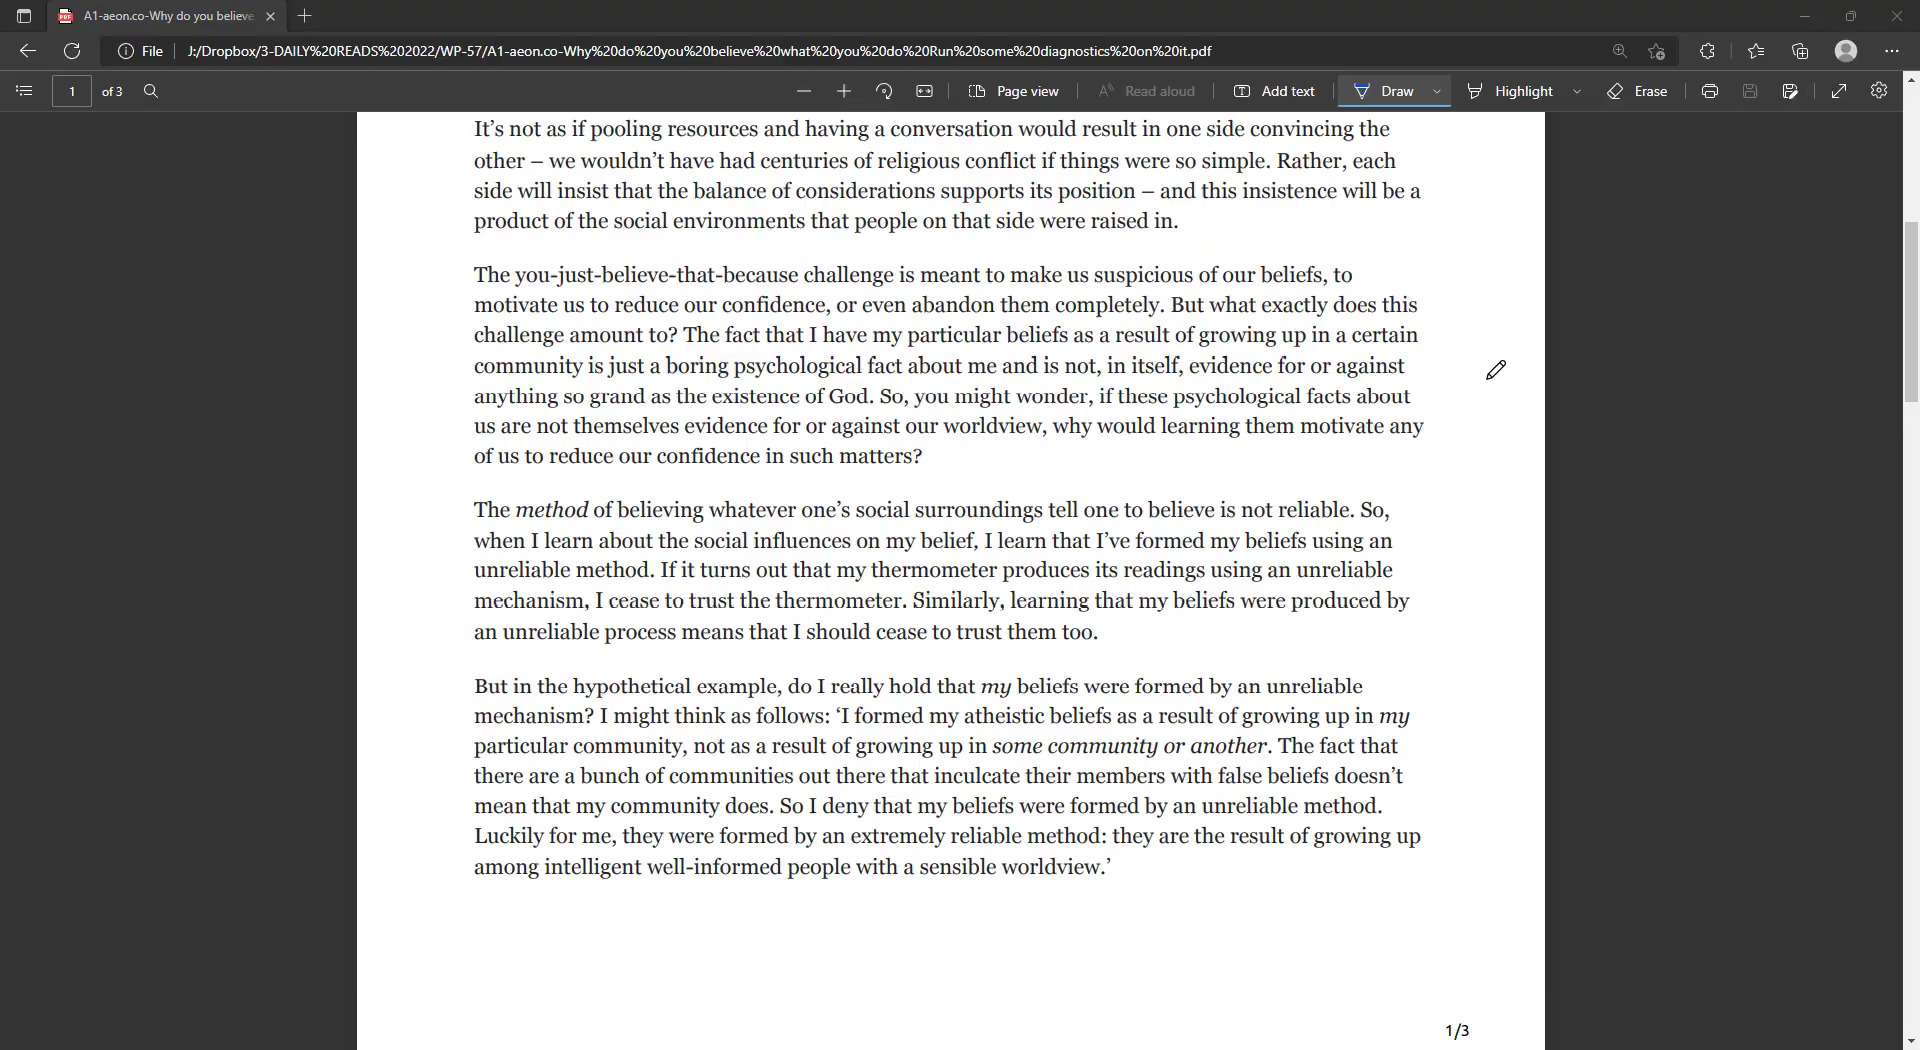 A1-aeon.co-Why do you believe
File
J:/Dropbox/3-DAILY%20READS%202022/WP-57/A1-aeon.co-Why%20do%20you%20believe%20what%20you%20do%20Run%20some%20diagnostics%20on%20it.pdf
1 of 3
Page view
Read aloud
Add text
Draw
Highlight
Erase
It’s not as if pooling resources and having a conversation would result in one side convincing the
other – we wouldn’t have had centuries of religious conflict if things were so simple. Rather, each
side will insist that the balance of considerations supports its position – and this insistence will be a
product of the social environments that people on that side were raised in.
The you-just-believe-that-because challenge is meant to make us suspicious of our beliefs, to
motivate us to reduce our confidence, or even abandon them completely. But what exactly does this
challenge amount to? The fact that I have my particular beliefs as a result of growing up in a certain
community is just a boring psychological fact about me and is not, in itself, evidence for or against
anything so grand as the existence of God. So, you might wonder, if these psychological facts about
us are not themselves evidence for or against our worldview, why would learning them motivate any
of us to reduce our confidence in such matters?
The method of believing whatever one’s social surroundings tell one to believe is not reliable. So,
when I learn about the social influences on my belief, I learn that I’ve formed my beliefs using an
unreliable method. If it turns out that my thermometer produces its readings using an unreliable
mechanism, I cease to trust the thermometer. Similarly, learning that my beliefs were produced by
an unreliable process means that I should cease to trust them too.
But in the hypothetical example, do I really hold that my beliefs were formed by an unreliable
mechanism? I might think as follows: ‘I formed my atheistic beliefs as a result of growing up in my
particular community, not as a result of growing up in some community or another. The fact that
there are a bunch of communities out there that inculcate their members with false beliefs doesn’t
mean that my community does. So I deny that my beliefs were formed by an unreliable method.
Luckily for me, they were formed by an extremely reliable method: they are the result of growing up
among intelligent well-informed people with a sensible worldview.’
1/3